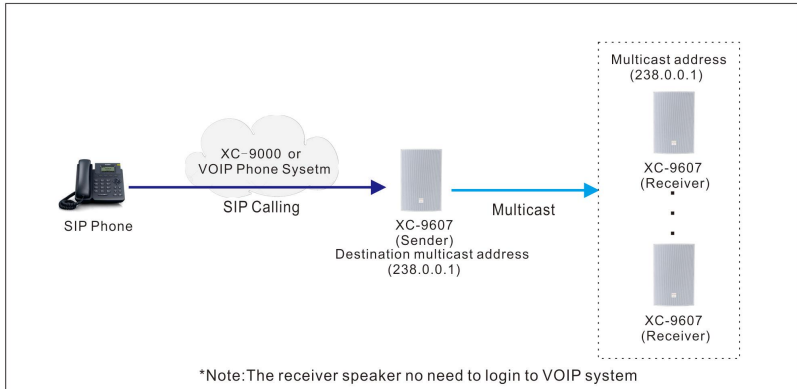 SIP Phone
XC-9000 or
VOIP Phone Sysetm
SIP Calling
XC-9607
(Sender)
Destination multicast address
(238.0.0.1)
Multicast
Multicast address
(238.0.0.1)
XC-9607
(Receiver)
XC-9607
(Receiver)
*Note:The receiver speaker no need to login to VOIP system